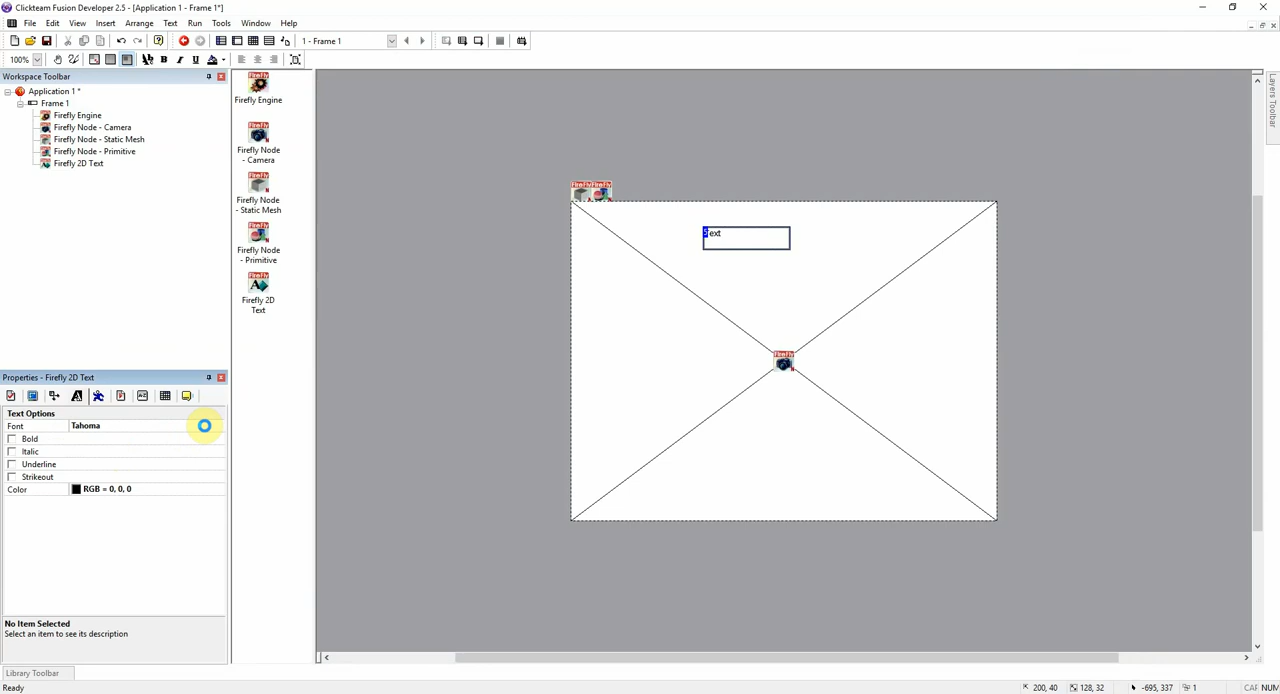 Clickteam Fusion Developer 2.5 - [Application 1 - Frame 1*]
File Edit View Insert Arrange Text Run Tools Window Help
1 - Frame 1
100%
Workspace Toolbar
Application 1 *
Frame 1
Firefly Engine
Firefly Node - Camera
Firefly Node - Static Mesh
Firefly Node - Primitive
Firefly 2D Text
Firefly Engine
Firefly Node
- Camera
Firefly Node
- Static Mesh
Firefly Node
- Primitive
Firefly 2D
Text
ext
Layers Toolbar
Properties - Firefly 2D Text
Text Options
Font Tahoma
Bold
Italic
Underline
Strikeout
Color RGB = 0, 0, 0
No Item Selected
Select an item to see its description
Library Toolbar
Ready 200, 40 128, 32 -695, 337 1 CAP NUM